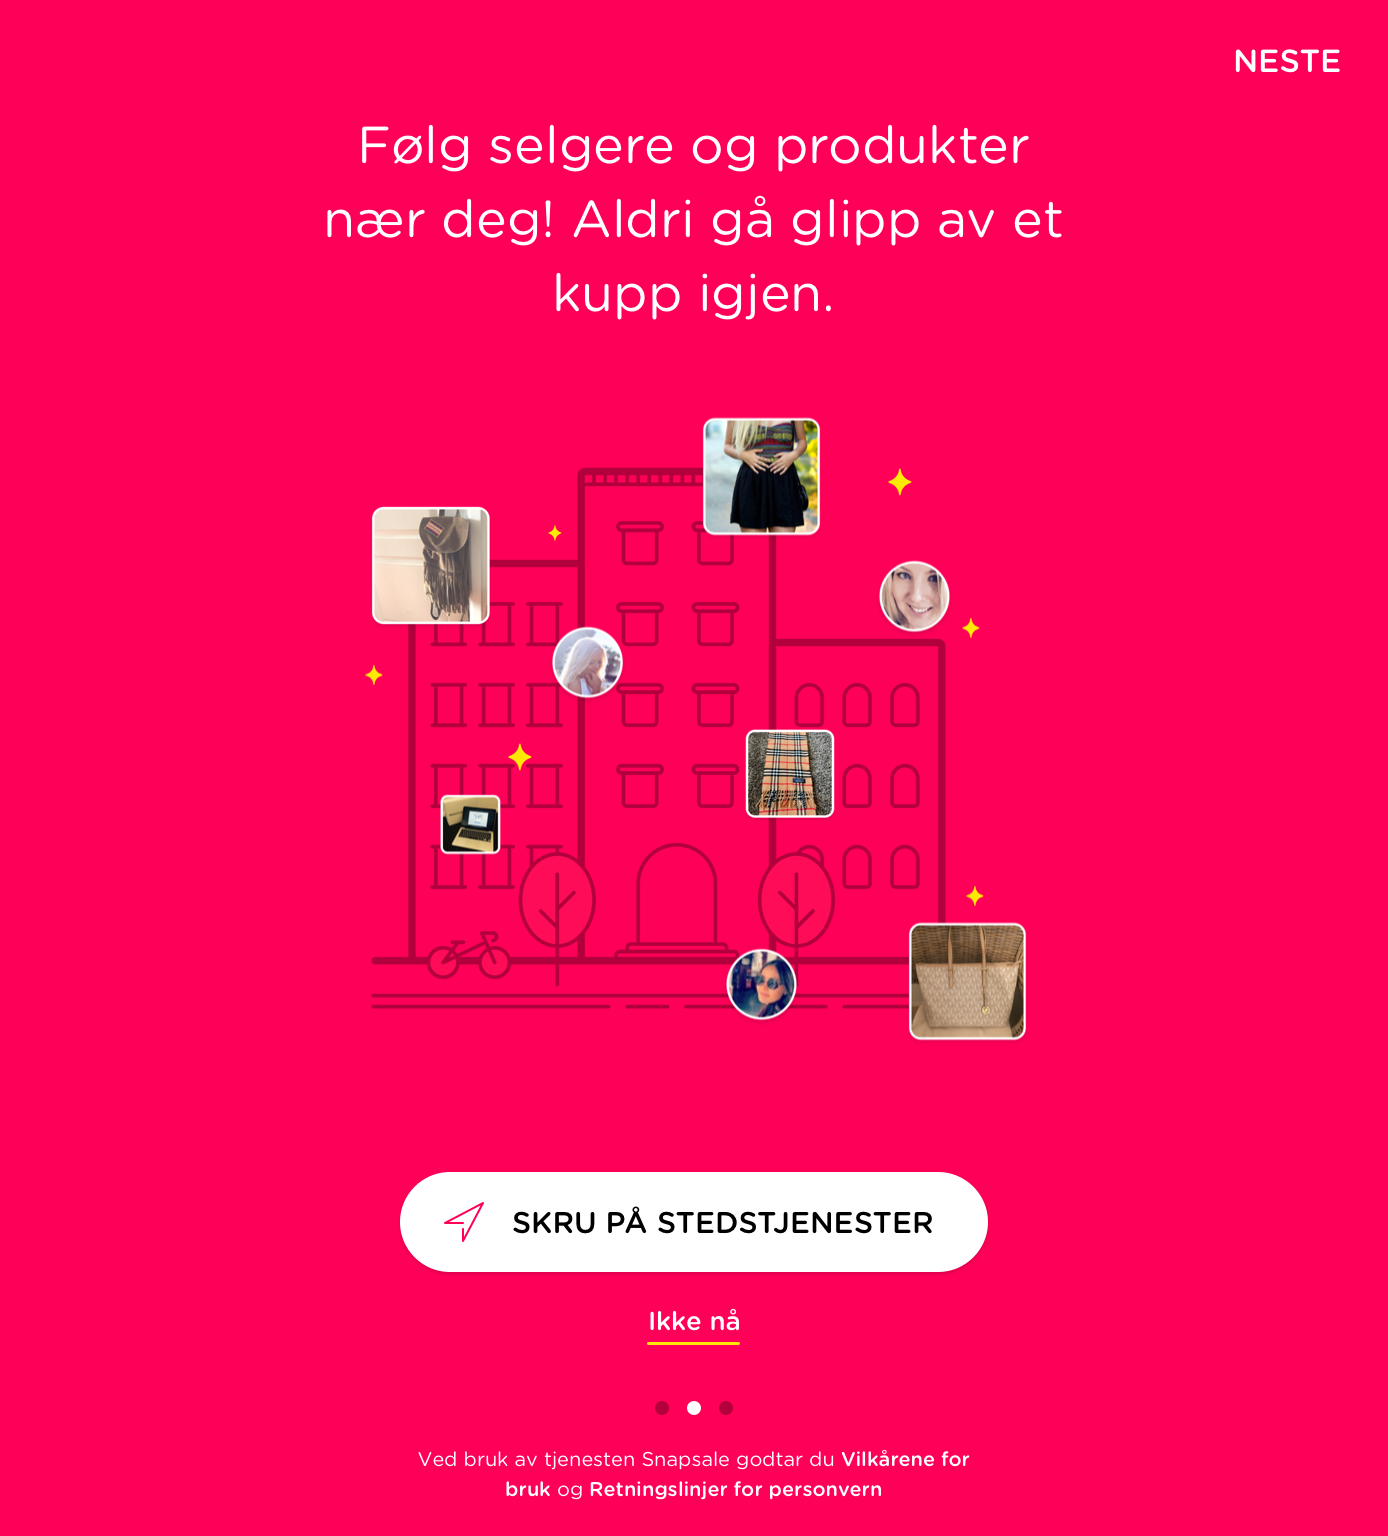 NESTE
Følg selgere og produkter
nær deg! Aldri gå glipp av et
kupp igjen.
SKRU PÅ STEDSTJENESTER
Ikke nå
Ved bruk av tjenesten Snapsale godtar du Vilkårene for
bruk og Retningslinjer for personvern